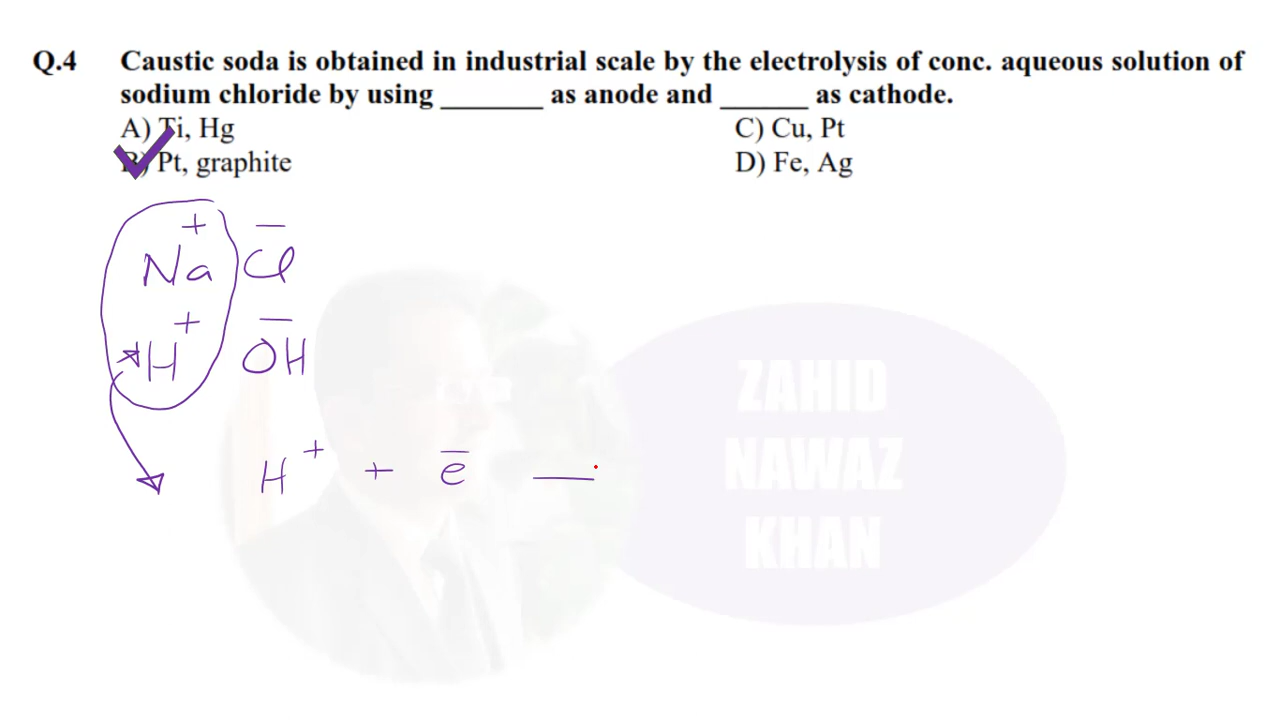 Q.4 Caustic soda is obtained in industrial scale by the electrolysis of conc. aqueous solution of
sodium chloride by using _______ as anode and ______ as cathode.
A) Ti, Hg C) Cu, Pt
B) Pt, graphite D) Fe, Ag
Na⁺ Cl⁻
H⁺ OH⁻
H⁺ + e⁻ —
ZAHID
NAWAZ
KHAN